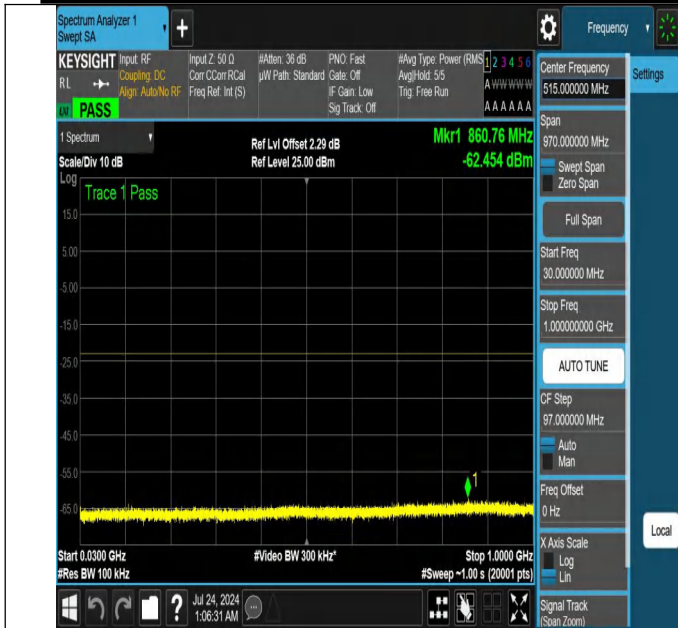 Spectrum Analyzer 1
Swept SA
+
Frequency
KEYSIGHT
RL
PASS
Input: RF
Coupling: DC
Align: Auto/No RF
Input Z: 50 Ω
Corr CCorr RCal
Freq Ref: Int (S)
#Atten: 36 dB
µW Path: Standard
PNO: Fast
Gate: Off
IF Gain: Low
Sig Track: Off
#Avg Type: Power (RMS
Avg|Hold: 5/5
Trig: Free Run
1 2 3 4 5 6
A W W W W W
A A A A A A
1 Spectrum
Scale/Div 10 dB
Ref Lvl Offset 2.29 dB
Ref Level 25.00 dBm
Mkr1 860.76 MHz
-62.454 dBm
Log
Trace 1 Pass
15.0
5.00
-5.00
-15.0
-25.0
-35.0
-45.0
-55.0
-65.0
1
Start 0.0300 GHz
#Res BW 100 kHz
#Video BW 300 kHz*
Stop 1.0000 GHz
#Sweep ~1.00 s (20001 pts)
Center Frequency
515.000000 MHz
Settings
Span
970.000000 MHz
Swept Span
Zero Span
Full Span
Start Freq
30.000000 MHz
Stop Freq
1.000000000 GHz
AUTO TUNE
CF Step
97.000000 MHz
Auto
Man
Freq Offset
0 Hz
X Axis Scale
Log
Lin
Local
Signal Track
(Span Zoom)
?
Jul 24, 2024
1:06:31 AM